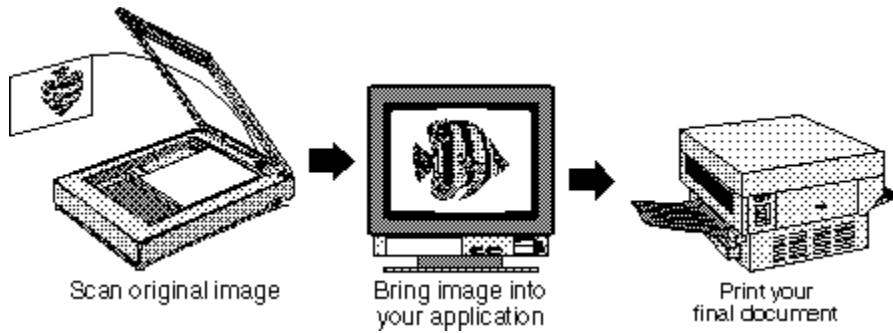 Scan original image
Bring image into
your application
Print your
final document